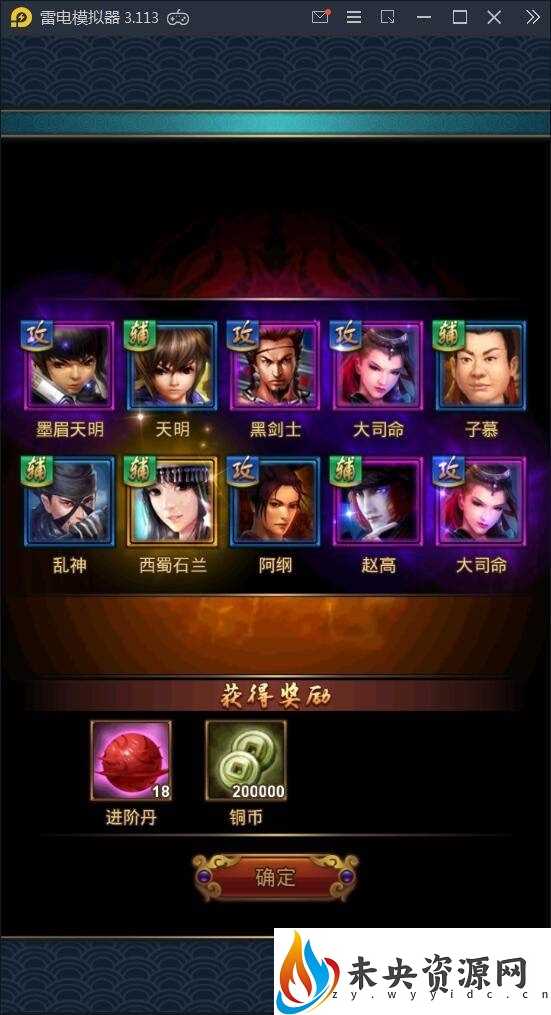 雷电模拟器 3.113
攻 辅 攻 攻 辅
墨眉天明 天明 黑剑士 大司命 子慕
辅 辅 攻 辅 攻
乱神 西蜀石兰 阿纲 赵高 大司命
获得奖励
18 200000
进阶丹 铜币
确定
未央资源网
zy.wyyidc.cn